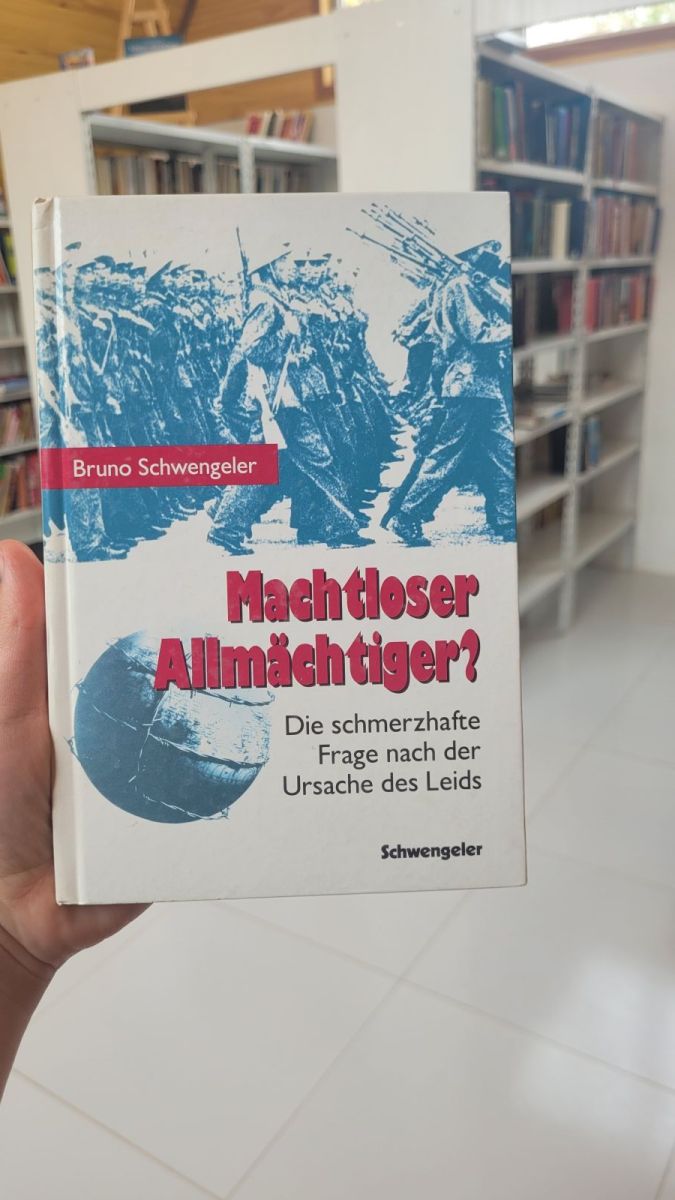 Bruno Schwengeler
Machtloser
Allmächtiger?
Die schmerzhafte
Frage nach der
Ursache des Leids
Schwengeler